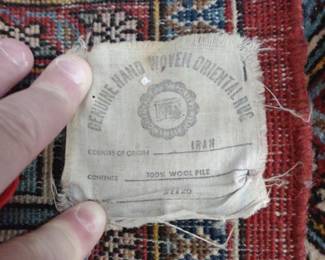 GENUINE HAND WOVEN ORIENTAL RUG
COUNTRY OF ORIGIN IRAN
CONTENTS 100% WOOL PILE